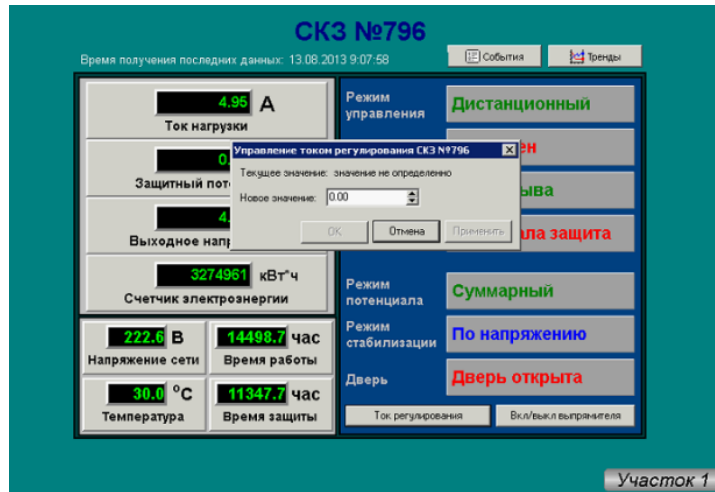 СКЗ №796
Время получения последних данных: 13.08.2013 9:07:58
События
Тренды
4.95 А
Ток нагрузки
0.
Защитный пот
4.
Выходное напр
3274961 кВт*ч
Счетчик электроэнергии
222.6 В
Напряжение сети
14498.7 час
Время работы
30.0 °С
Температура
11347.7 час
Время защиты
Режим
управления
Дистанционный
ен
ыва
ала защита
Управление током регулирования СКЗ №796
Текущее значение: значение не определенно
Новое значение: 0.00
OK
Отмена
Применить
Режим
потенциала
Суммарный
Режим
стабилизации
По напряжению
Дверь
Дверь открыта
Ток регулирования
Вкл/выкл выпрямителя
Участок 1